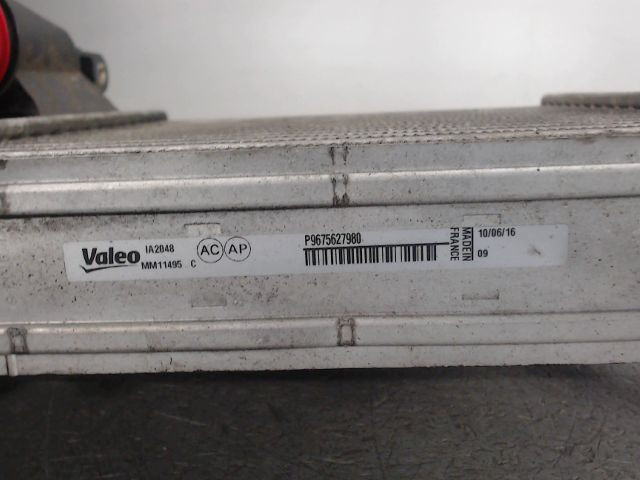 Valeo
IA2048
MM11495 C
AC AP
P9675627980
MADE IN
FRANCE
10/06/16
09